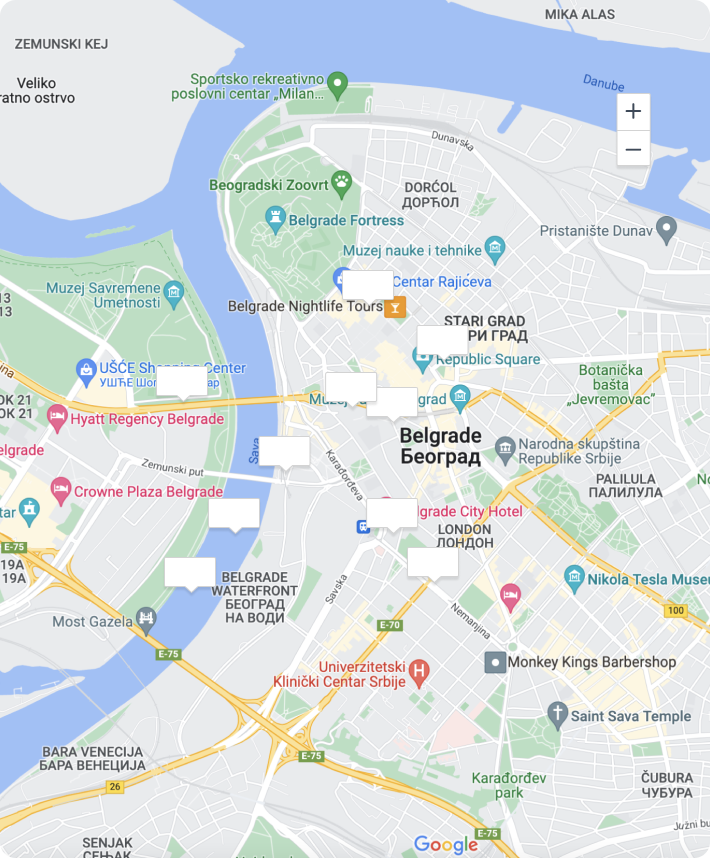 MIKA ALAS
ZEMUNSKI KEJ
Veliko
ratno ostrvo
Sportsko rekreativno
poslovni centar „Milan...
Danube
+
−
Dunavska
Beogradski Zoovrt
DORĆOL
ДОРЋОЛ
Belgrade Fortress
Pristanište Dunav
Muzej nauke i tehnike
Centar Rajićeva
Muzej Savremene
Umetnosti
13
13
Belgrade Nightlife Tours
STARI GRAD
РИ ГРАД
Republic Square
UŠĆE Shopping Center
УШЋЕ Шо
ар
Botanička
bašta
„Jevremovac"
OK 21
OK 21
Muzej
grad
Hyatt Regency Belgrade
Belgrade
Београд
Narodna skupština
Republike Srbije
elgrade
Sava
Zemunski put
Karađorđeva
PALILULA
ПАЛИЛУЛА
Crowne Plaza Belgrade
tar
lgrade City Hotel
LONDON
ЛОНДОН
E-75
19A
19A
BELGRADE
WATERFRONT
БЕОГРАД
НА ВОДИ
Savska
Nikola Tesla Museu
100
Nemanjina
Most Gazela
E-70
E-75
Univerzitetski
Klinički Centar Srbije
Monkey Kings Barbershop
Saint Sava Temple
BARA VENECIJA
БАРА ВЕНЕЦИЈА
E-75
26
Karađorđev
park
ČUBURA
ЧУБУРА
Južni bu
E-75
SENJAK
СЕЊАК
Google